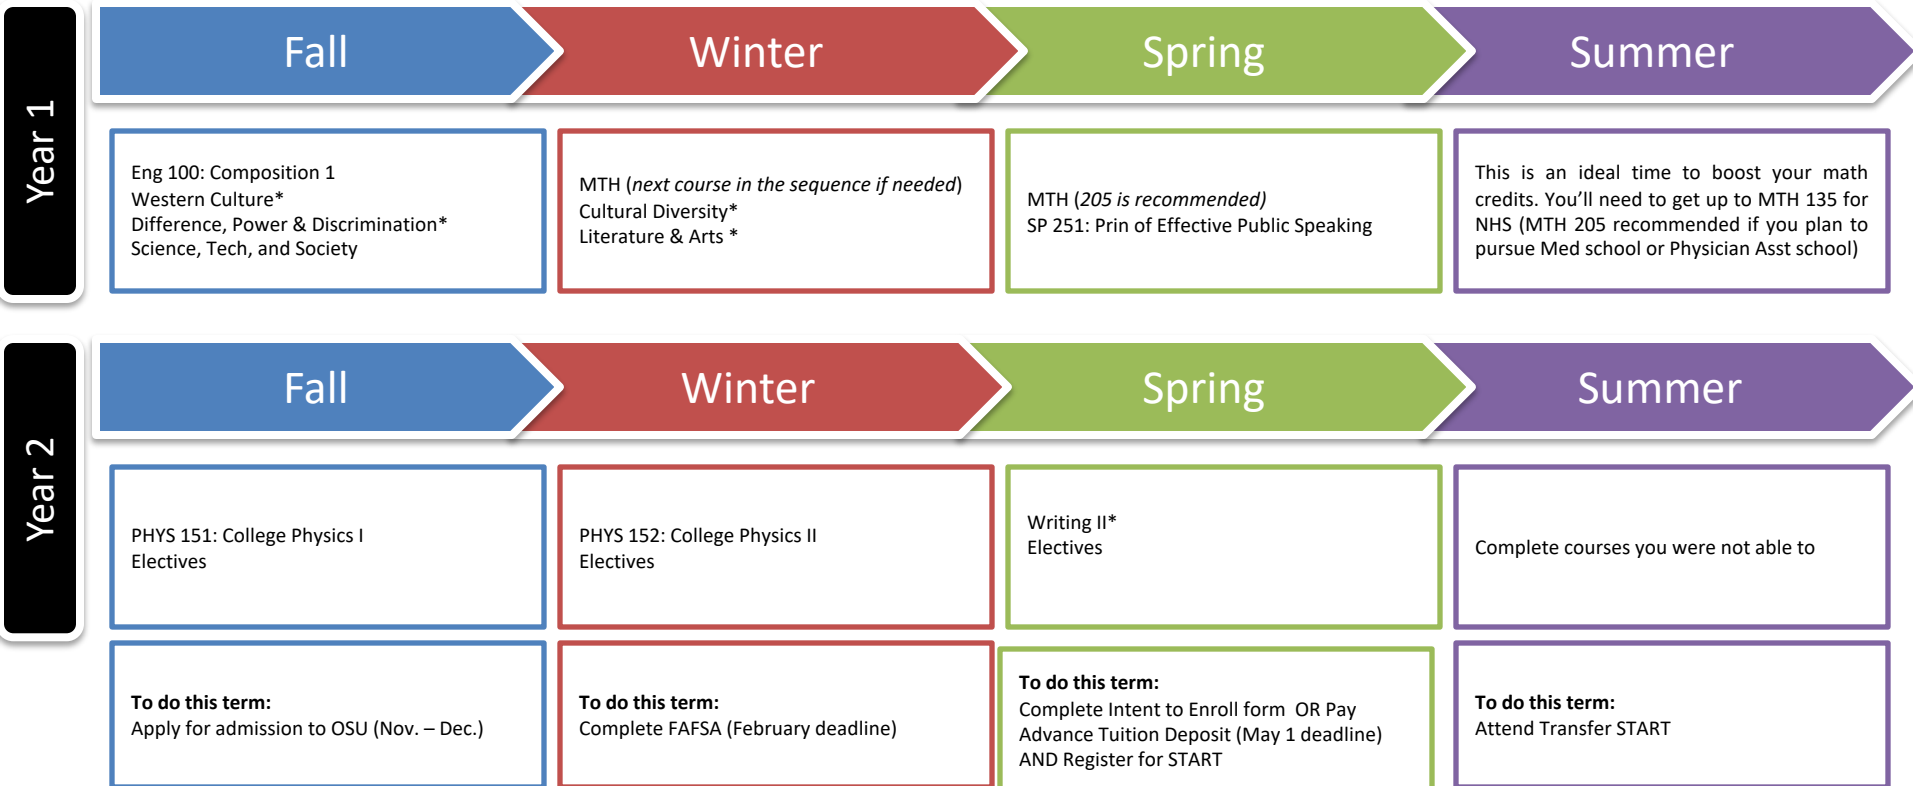 Year 1
Fall
Winter
Spring
Summer
Eng 100: Composition 1
Western Culture*
Difference, Power & Discrimination*
Science, Tech, and Society
MTH (next course in the sequence if needed)
Cultural Diversity*
Literature & Arts *
MTH (205 is recommended)
SP 251: Prin of Effective Public Speaking
This is an ideal time to boost your math
credits. You’ll need to get up to MTH 135 for
NHS (MTH 205 recommended if you plan to
pursue Med school or Physician Asst school)
Year 2
Fall
Winter
Spring
Summer
PHYS 151: College Physics I
Electives
PHYS 152: College Physics II
Electives
Writing II*
Electives
Complete courses you were not able to
To do this term:
Apply for admission to OSU (Nov. – Dec.)
To do this term:
Complete FAFSA (February deadline)
To do this term:
Complete Intent to Enroll form  OR Pay
Advance Tuition Deposit (May 1 deadline)
AND Register for START
To do this term:
Attend Transfer START